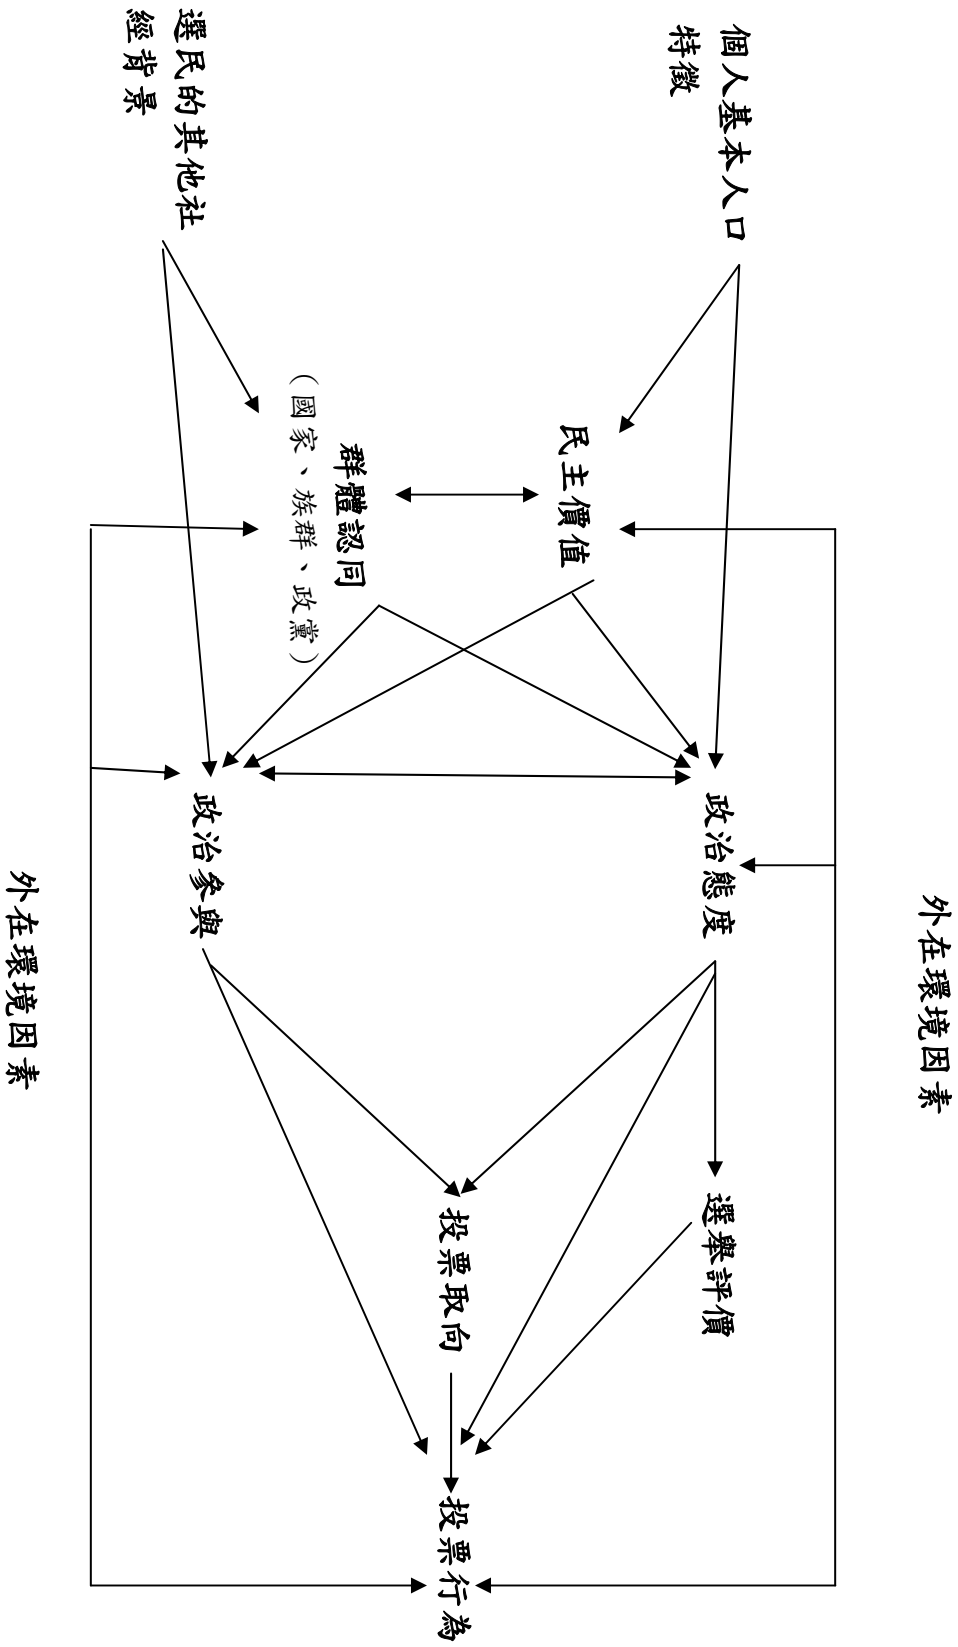 外在環境因素
個人基本人口
特徵
政治態度
選舉評價
民主價值
投票取向
投票行為
群體認同
（國家、族群、政黨）
政治參與
選民的其他社
經背景
外在環境因素